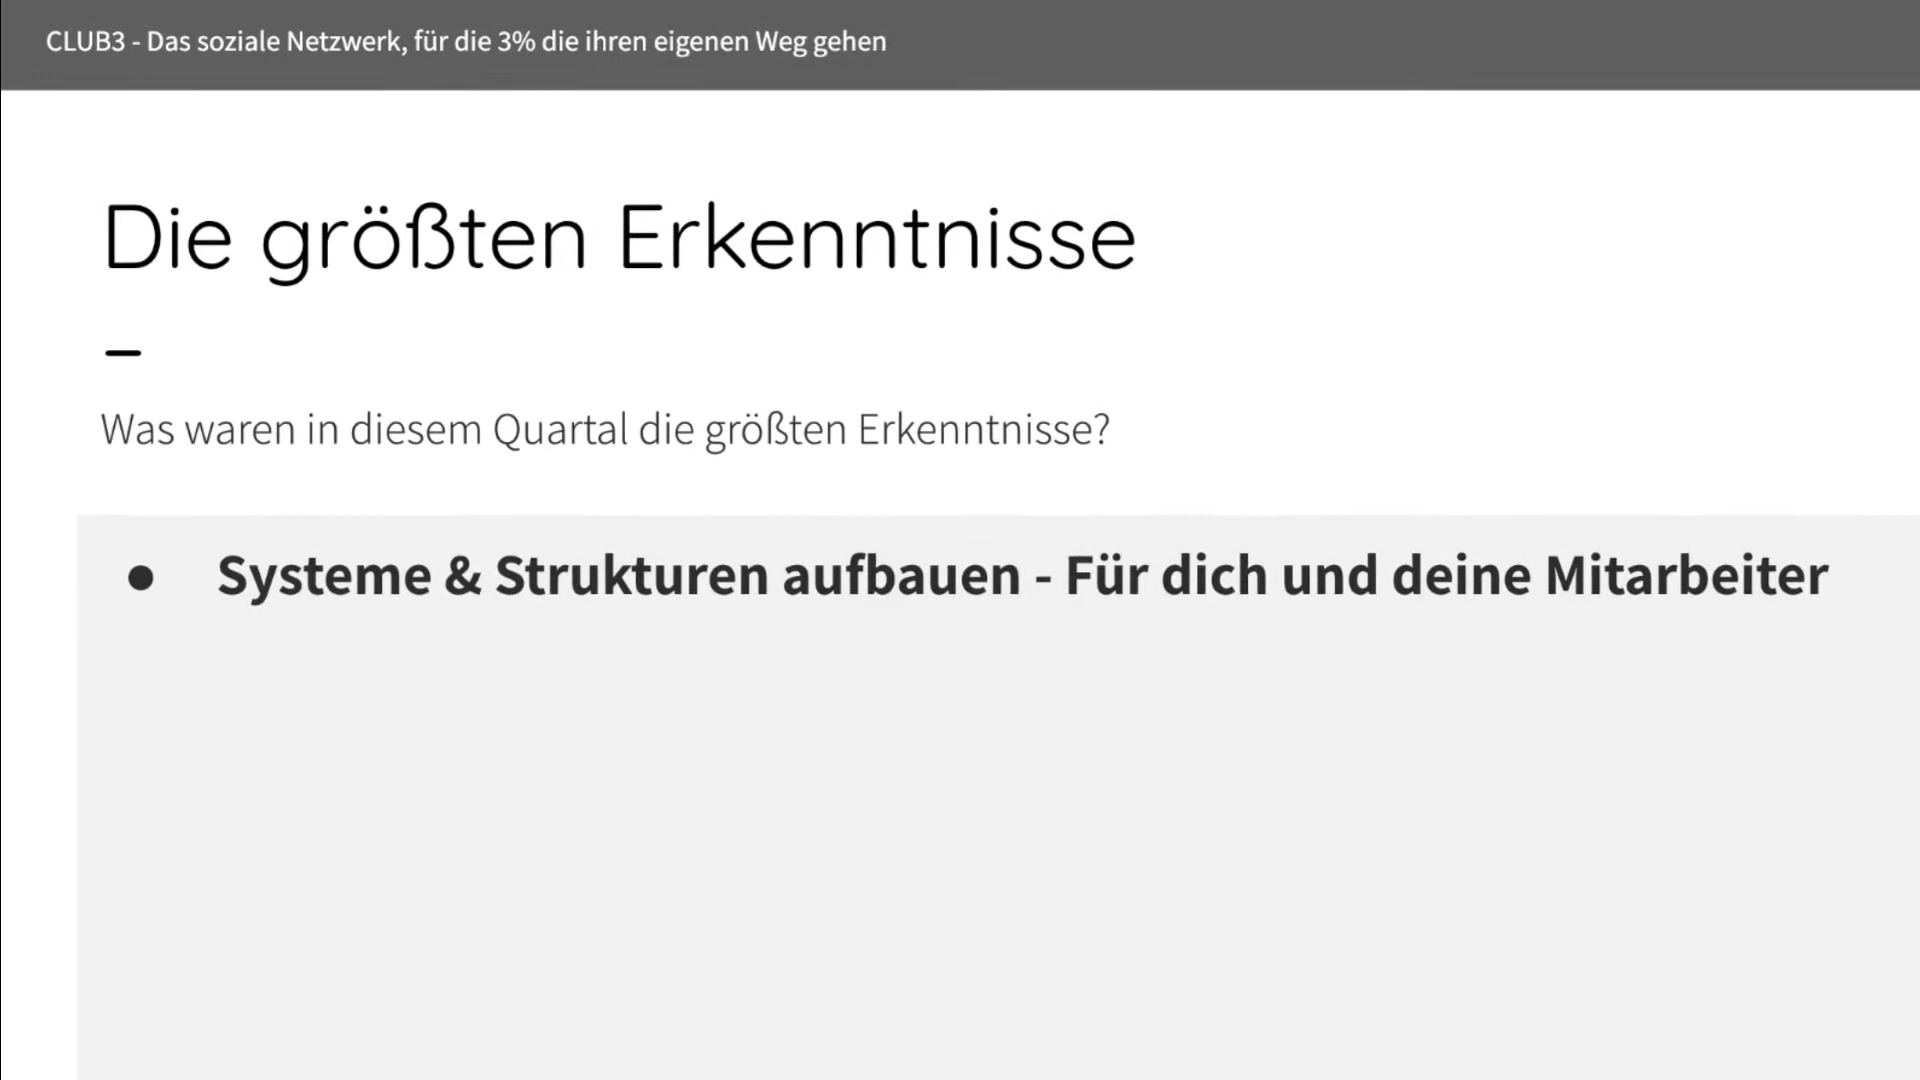 CLUB3 - Das soziale Netzwerk, für die 3% die ihren eigenen Weg gehen
Die größten Erkenntnisse
–
Was waren in diesem Quartal die größten Erkenntnisse?
● Systeme & Strukturen aufbauen - Für dich und deine Mitarbeiter